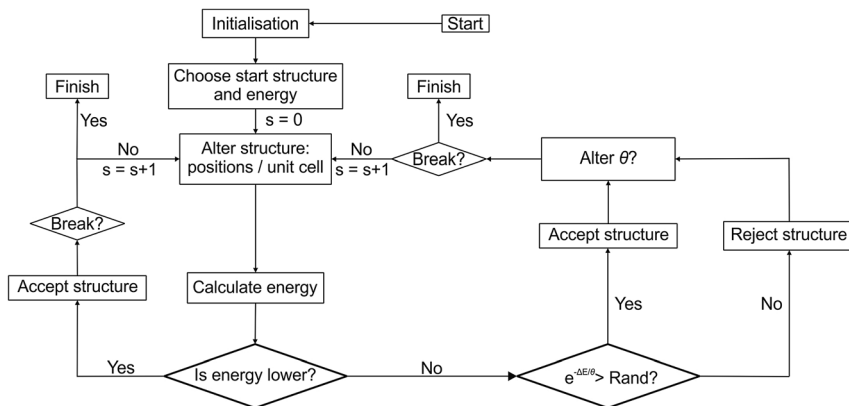 Initialisation
Start
Choose start structure
and energy
Finish
Finish
s = 0
Yes
Yes
No
s = s+1
Alter structure:
positions / unit cell
No
s = s+1
Break?
Alter θ?
Break?
Accept structure
Reject structure
Accept structure
Calculate energy
Yes
No
Yes
Is energy lower?
No
e^-ΔE/θ > Rand?